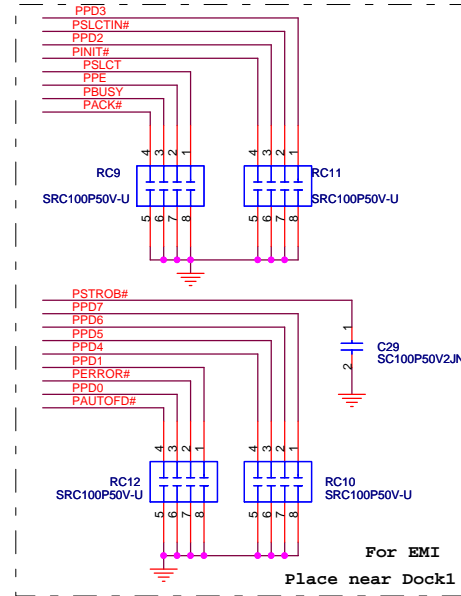 PPD3
PSLCTIN#
PPD2
PINIT#
PSLCT
PPE
PBUSY
PACK#
4 3 2 1 4 3 2 1
RC9 RC11
SRC100P50V-U SRC100P50V-U
5 6 7 8 5 6 7 8
PSTROB#
PPD7
PPD6
PPD5
PPD4
PPD1
PERROR#
PPD0
PAUTOFD#
1
C29
SC100P50V2JN
2
4 3 2 1 4 3 2 1
RC12 RC10
SRC100P50V-U SRC100P50V-U
5 6 7 8 5 6 7 8
For EMI
Place near Dock1